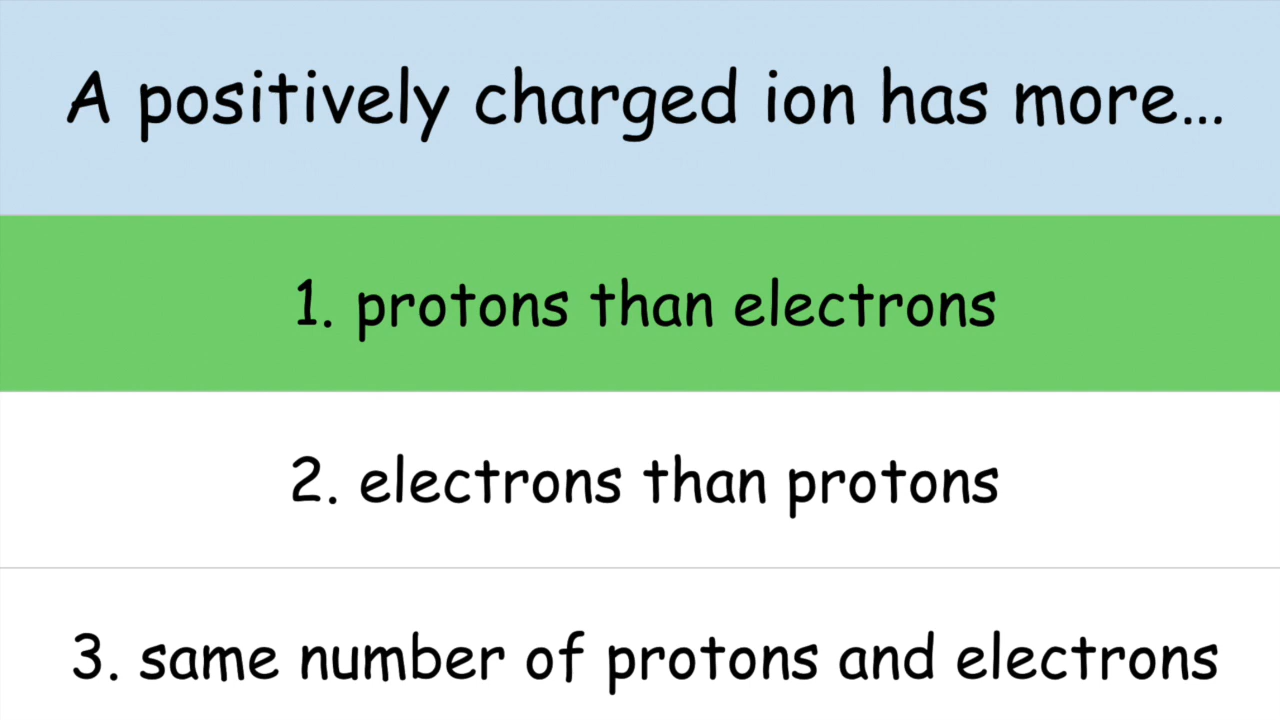 A positively charged ion has more...
1. protons than electrons
2. electrons than protons
3. same number of protons and electrons